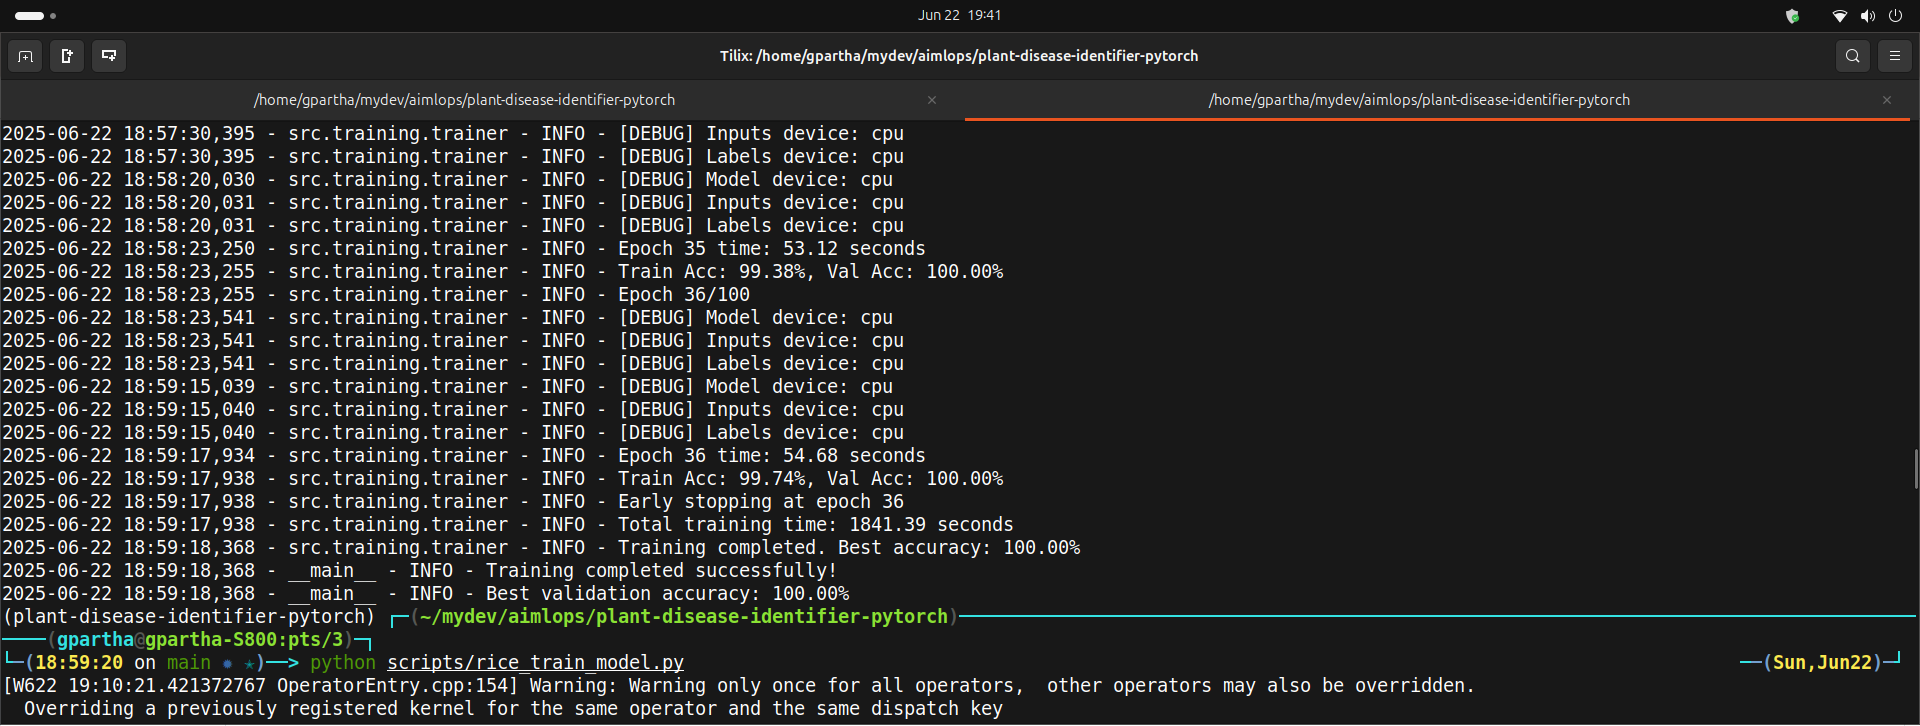 Jun 22 19:41
Tilix: /home/gpartha/mydev/aimlops/plant-disease-identifier-pytorch
/home/gpartha/mydev/aimlops/plant-disease-identifier-pytorch × /home/gpartha/mydev/aimlops/plant-disease-identifier-pytorch ×
2025-06-22 18:57:30,395 - src.training.trainer - INFO - [DEBUG] Inputs device: cpu
2025-06-22 18:57:30,395 - src.training.trainer - INFO - [DEBUG] Labels device: cpu
2025-06-22 18:58:20,030 - src.training.trainer - INFO - [DEBUG] Model device: cpu
2025-06-22 18:58:20,031 - src.training.trainer - INFO - [DEBUG] Inputs device: cpu
2025-06-22 18:58:20,031 - src.training.trainer - INFO - [DEBUG] Labels device: cpu
2025-06-22 18:58:23,250 - src.training.trainer - INFO - Epoch 35 time: 53.12 seconds
2025-06-22 18:58:23,255 - src.training.trainer - INFO - Train Acc: 99.38%, Val Acc: 100.00%
2025-06-22 18:58:23,255 - src.training.trainer - INFO - Epoch 36/100
2025-06-22 18:58:23,541 - src.training.trainer - INFO - [DEBUG] Model device: cpu
2025-06-22 18:58:23,541 - src.training.trainer - INFO - [DEBUG] Inputs device: cpu
2025-06-22 18:58:23,541 - src.training.trainer - INFO - [DEBUG] Labels device: cpu
2025-06-22 18:59:15,039 - src.training.trainer - INFO - [DEBUG] Model device: cpu
2025-06-22 18:59:15,040 - src.training.trainer - INFO - [DEBUG] Inputs device: cpu
2025-06-22 18:59:15,040 - src.training.trainer - INFO - [DEBUG] Labels device: cpu
2025-06-22 18:59:17,934 - src.training.trainer - INFO - Epoch 36 time: 54.68 seconds
2025-06-22 18:59:17,938 - src.training.trainer - INFO - Train Acc: 99.74%, Val Acc: 100.00%
2025-06-22 18:59:17,938 - src.training.trainer - INFO - Early stopping at epoch 36
2025-06-22 18:59:17,938 - src.training.trainer - INFO - Total training time: 1841.39 seconds
2025-06-22 18:59:18,368 - src.training.trainer - INFO - Training completed. Best accuracy: 100.00%
2025-06-22 18:59:18,368 - __main__ - INFO - Training completed successfully!
2025-06-22 18:59:18,368 - __main__ - INFO - Best validation accuracy: 100.00%
(plant-disease-identifier-pytorch) ┌─(~/mydev/aimlops/plant-disease-identifier-pytorch)─
────(gpartha@gpartha-S800:pts/3)─┐
└─(18:59:20 on main ✹ ✭)──> python scripts/rice_train_model.py ──(Sun,Jun22)─┘
[W622 19:10:21.421372767 OperatorEntry.cpp:154] Warning: Warning only once for all operators,  other operators may also be overridden.
  Overriding a previously registered kernel for the same operator and the same dispatch key